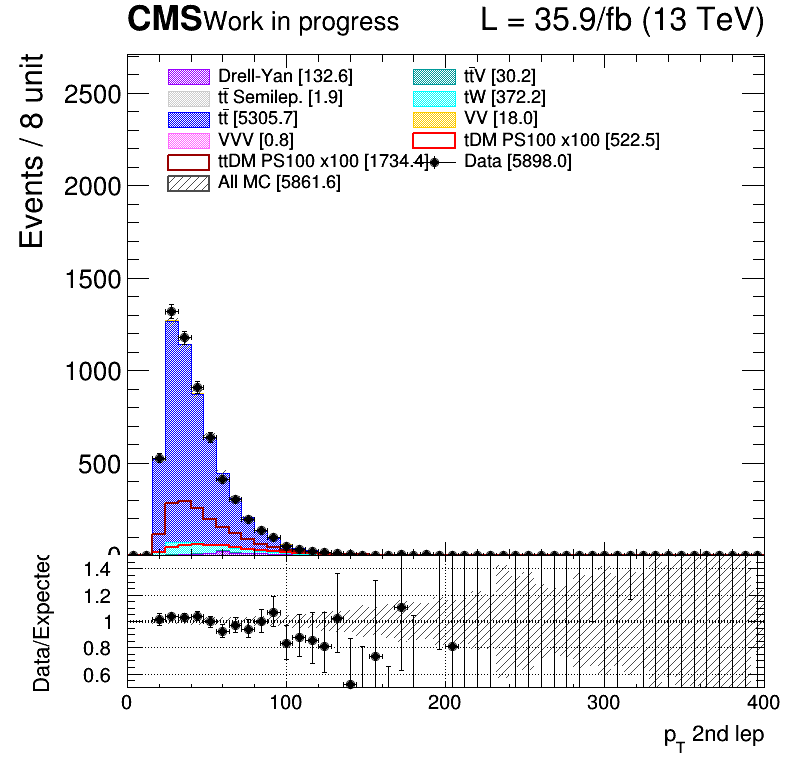 CMS Work in progress L = 35.9/fb (13 TeV)
Drell-Yan [132.6] tt̄V [30.2]
tt̄ Semilep. [1.9] tW [372.2]
tt̄ [5305.7] VV [18.0]
VVV [0.8] tDM PS100 x100 [522.5]
ttDM PS100 x100 [1734.4] Data [5898.0]
All MC [5861.6]
Events / 8 unit
2500
2000
1500
1000
500
0
Data/Expected
1.4
1.2
1
0.8
0.6
0 100 200 300 400
p_T 2nd lep